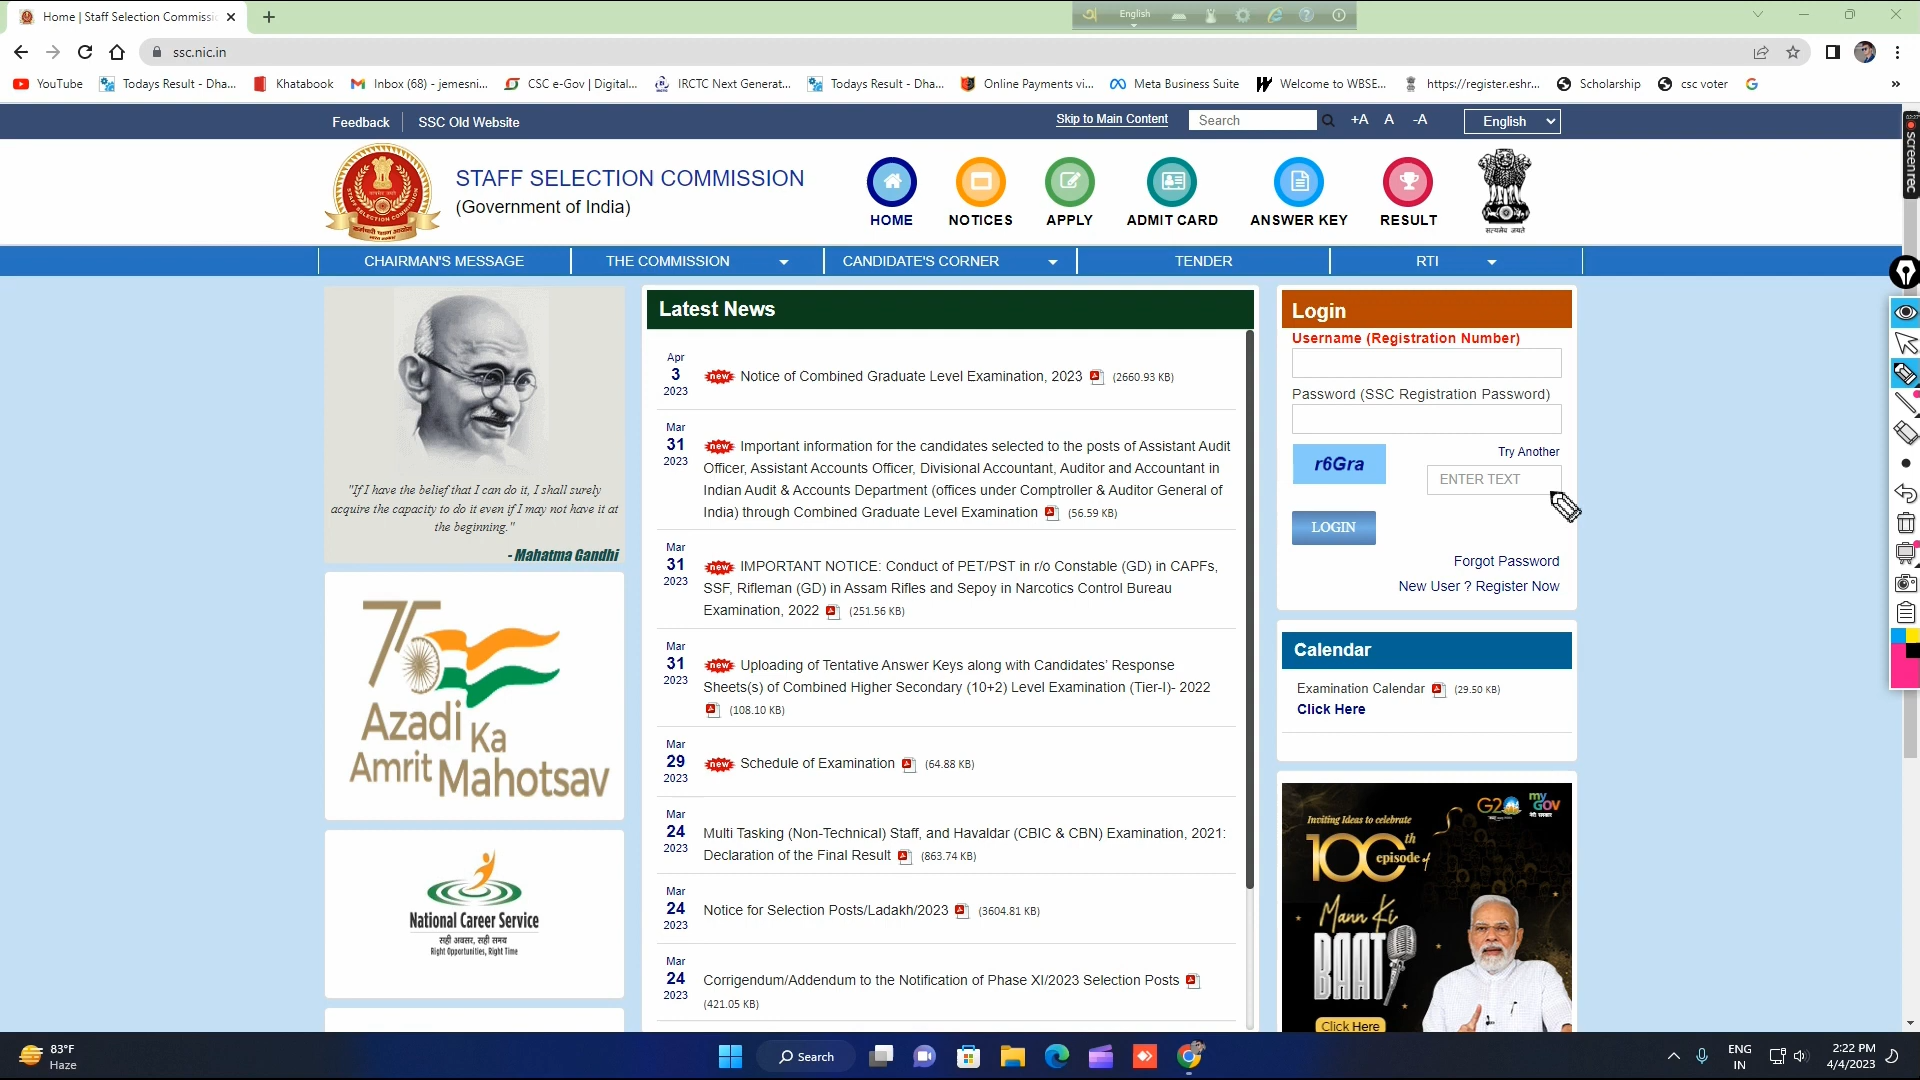 Home | Staff Selection Commissi
English
ssc.nic.in
YouTube
Todays Result - Dha...
Khatabook
Inbox (68) - jemesni...
CSC e-Gov | Digital...
IRCTC Next Generat...
Todays Result - Dha...
Online Payments vi...
Meta Business Suite
Welcome to WBSE...
https://register.eshr...
Scholarship
csc voter
»
Feedback
SSC Old Website
Skip to Main Content
Search
+A A -A
English
screenrec
STAFF SELECTION COMMISSION
(Government of India)
HOME
NOTICES
APPLY
ADMIT CARD
ANSWER KEY
RESULT
सत्यमेव जयते
CHAIRMAN'S MESSAGE
THE COMMISSION
CANDIDATE'S CORNER
TENDER
RTI
"If I have the belief that I can do it, I shall surely
acquire the capacity to do it even if I may not have it at
the beginning."
- Mahatma Gandhi
75
Azadi Ka
Amrit Mahotsav
National Career Service
सही अवसर, सही समय
Right Opportunities, Right Time
Latest News
Apr
3
2023
new Notice of Combined Graduate Level Examination, 2023 (2660.93 KB)
Mar
31
2023
new Important information for the candidates selected to the posts of Assistant Audit
Officer, Assistant Accounts Officer, Divisional Accountant, Auditor and Accountant in
Indian Audit & Accounts Department (offices under Comptroller & Auditor General of
India) through Combined Graduate Level Examination (56.59 KB)
Mar
31
2023
new IMPORTANT NOTICE: Conduct of PET/PST in r/o Constable (GD) in CAPFs,
SSF, Rifleman (GD) in Assam Rifles and Sepoy in Narcotics Control Bureau
Examination, 2022 (251.56 KB)
Mar
31
2023
new Uploading of Tentative Answer Keys along with Candidates' Response
Sheets(s) of Combined Higher Secondary (10+2) Level Examination (Tier-I)- 2022
(108.10 KB)
Mar
29
2023
new Schedule of Examination (64.88 KB)
Mar
24
2023
Multi Tasking (Non-Technical) Staff, and Havaldar (CBIC & CBN) Examination, 2021:
Declaration of the Final Result (863.74 KB)
Mar
24
2023
Notice for Selection Posts/Ladakh/2023 (3604.81 KB)
Mar
24
2023
Corrigendum/Addendum to the Notification of Phase XI/2023 Selection Posts
(421.05 KB)
Login
Username (Registration Number)
Password (SSC Registration Password)
r6Gra
Try Another
ENTER TEXT
LOGIN
Forgot Password
New User ? Register Now
Calendar
Examination Calendar (29.50 KB)
Click Here
G20
my GOV
मेरी सरकार
Inviting Ideas to celebrate
100th
episode of
Mann Ki
BAAT
Click Here
83°F
Haze
Search
ENG
IN
2:22 PM
4/4/2023